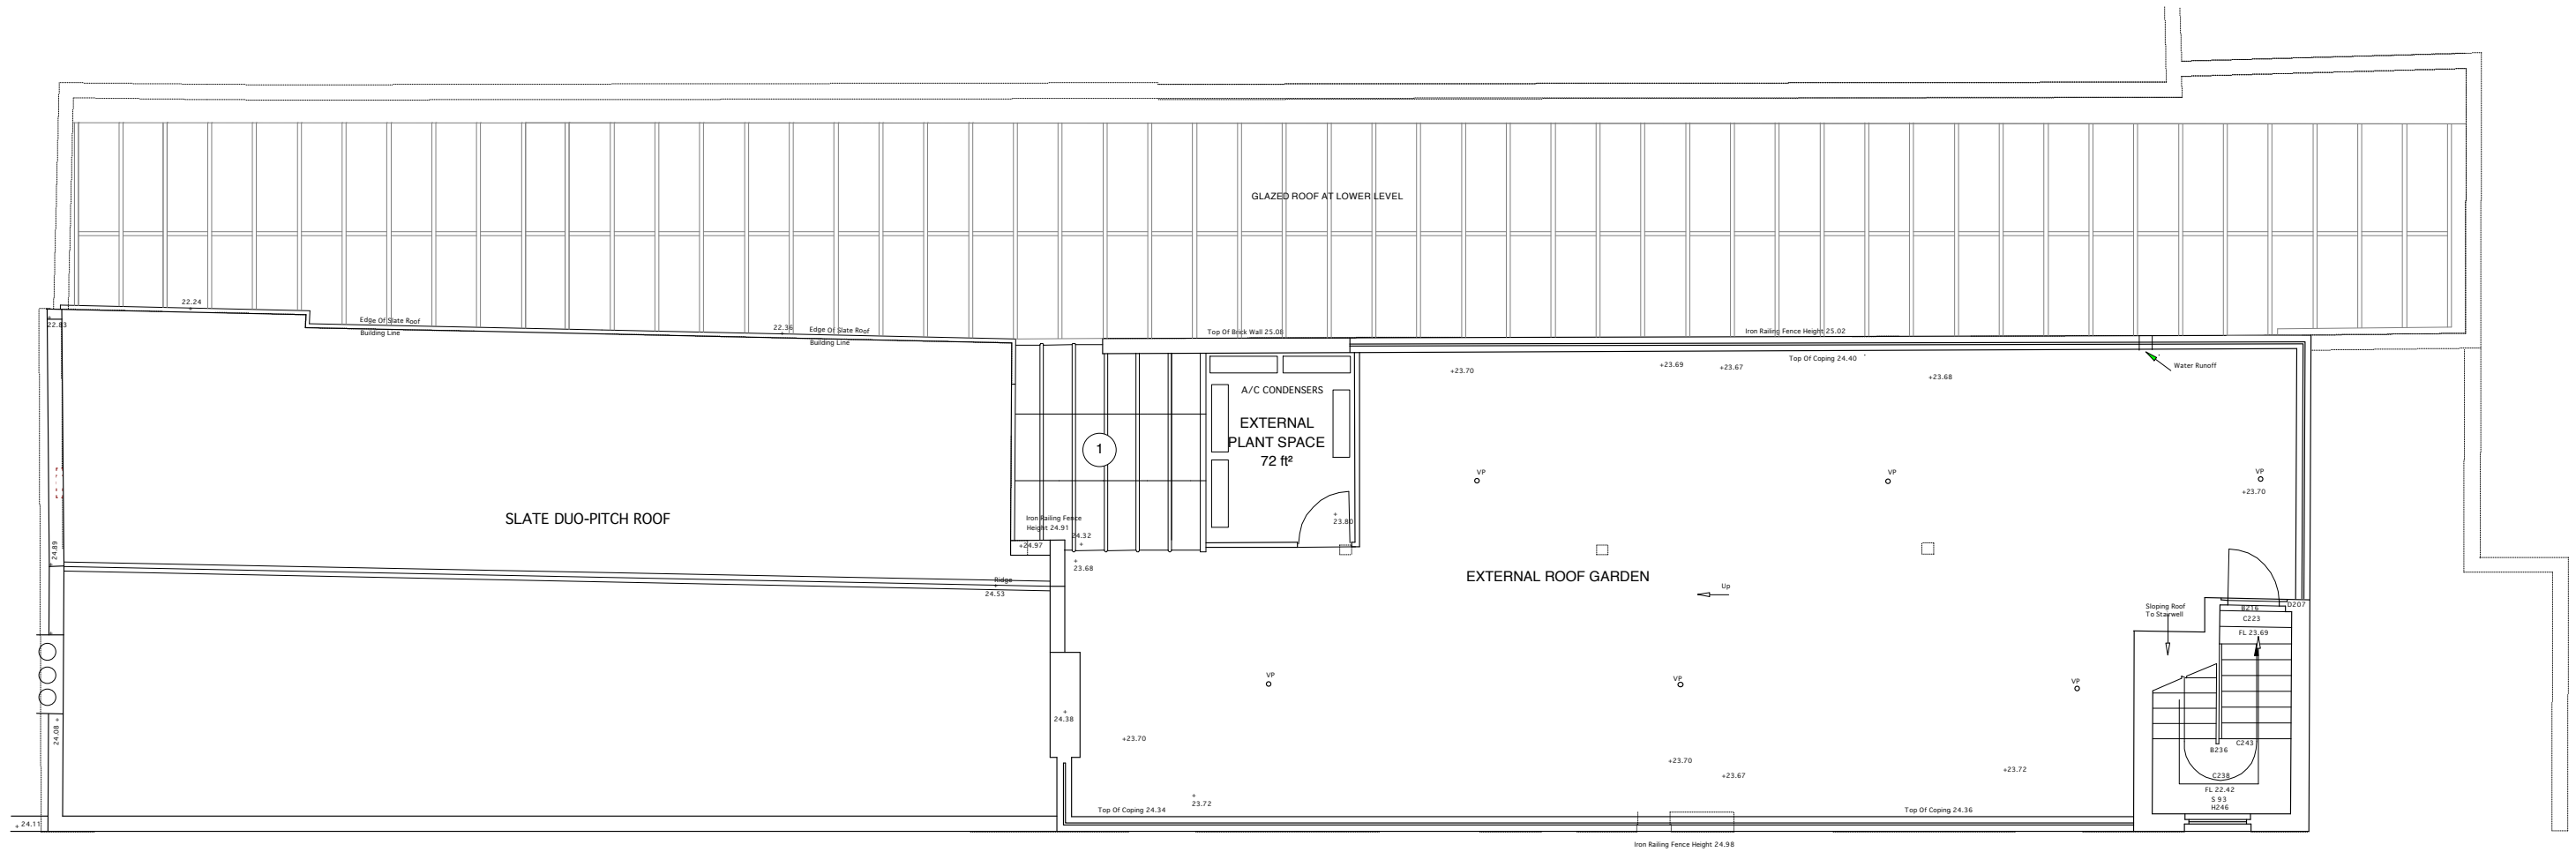 GLAZED ROOF AT LOWER LEVEL
22.24
22.83
Edge Of Slate Roof
Building Line
22.36
Edge Of Slate Roof
Building Line
Top Of Brick Wall 25.08
Iron Railing Fence Height 25.02
Top Of Coping 24.40
+23.70
+23.69
+23.67
+23.68
Water Runoff
A/C CONDENSERS
EXTERNAL
PLANT SPACE
72 ft²
1
VP
VP
VP
+23.70
SLATE DUO-PITCH ROOF
Iron Railing Fence
Height 24.91
24.32
+24.97
23.80
23.68
24.89
Ridge
24.53
EXTERNAL ROOF GARDEN
Up
Sloping Roof
To Stairwell
B216
D207
C223
FL 23.69
VP
VP
VP
24.38
24.08
+23.70
+23.70
+23.67
+23.72
C243
B236
C238
FL 22.42
S 93
H246
23.72
Top Of Coping 24.34
Top Of Coping 24.36
24.11
Iron Railing Fence Height 24.98